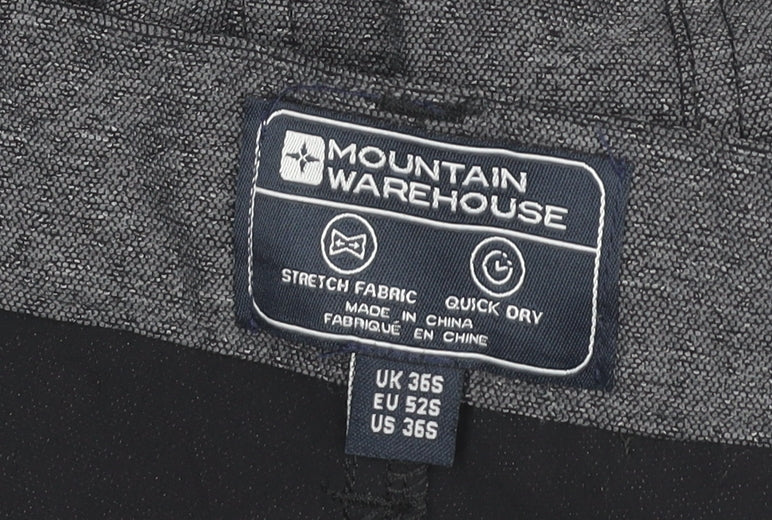 MOUNTAIN
WAREHOUSE
STRETCH FABRIC
QUICK DRY
MADE IN CHINA
FABRIQUÉ EN CHINE
UK 36S
EU 52S
US 36S